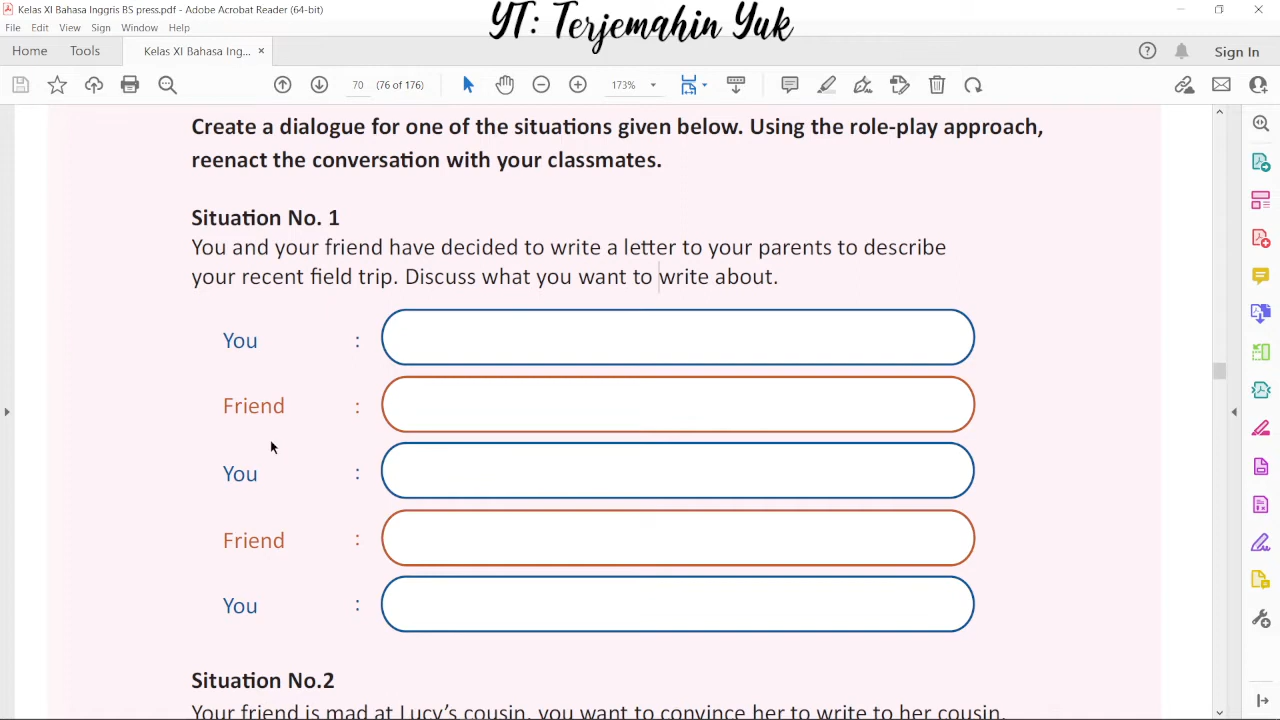 Kelas XI Bahasa Inggris BS press.pdf - Adobe Acrobat Reader (64-bit)
YT: Terjemahin Yuk
File Edit View Sign Window Help
Home Tools Kelas XI Bahasa Ing... × Sign In
70 (76 of 176) 173%
Create a dialogue for one of the situations given below. Using the role-play approach,
reenact the conversation with your classmates.
Situation No. 1
You and your friend have decided to write a letter to your parents to describe
your recent field trip. Discuss what you want to write about.
You :
Friend :
You :
Friend :
You :
Situation No.2
Your friend is mad at Lucy's cousin, you want to convince her to write to her cousin.